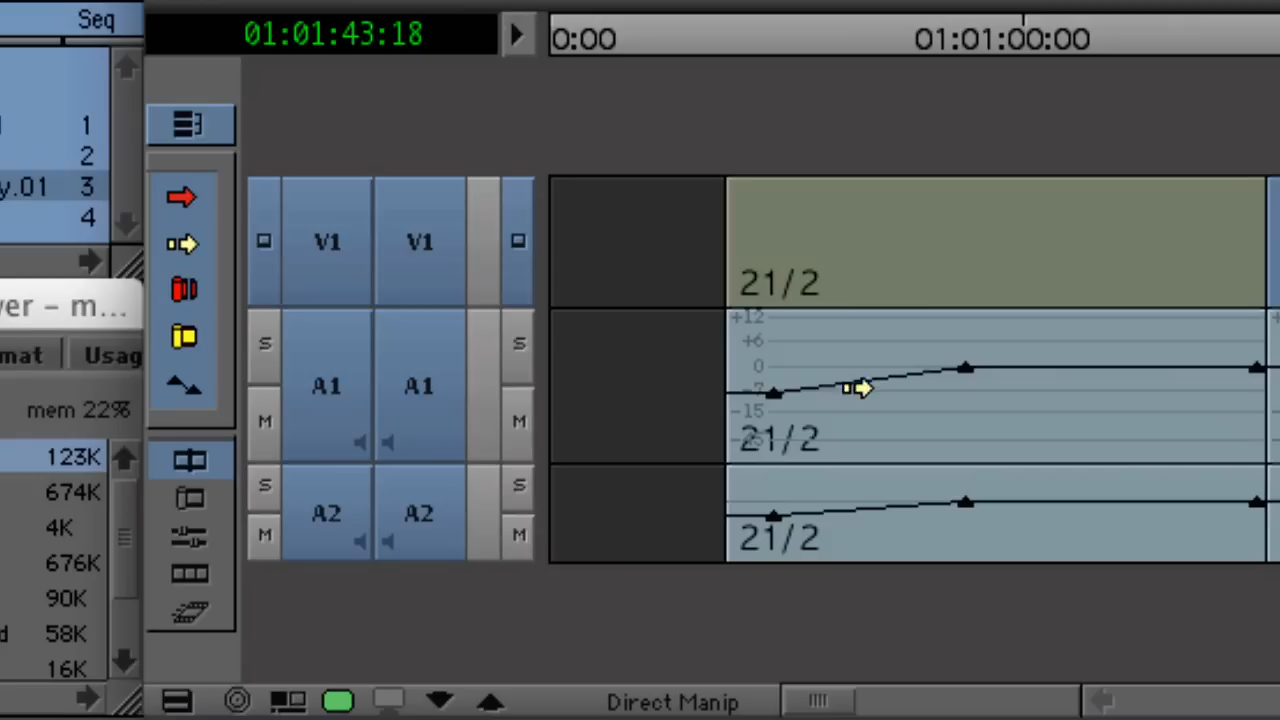 Seq
01:01:43:18
0:00
01:01:00:00
1
2
y.01 3
4
V1 V1
21/2
ver – m...
mat Usag
mem 22%
S S
A1 A1
M M
+12
+6
0
-7
-15
21/2
123K
674K
4K
676K
90K
d 58K
16K
S S
A2 A2
M M
21/2
Direct Manip